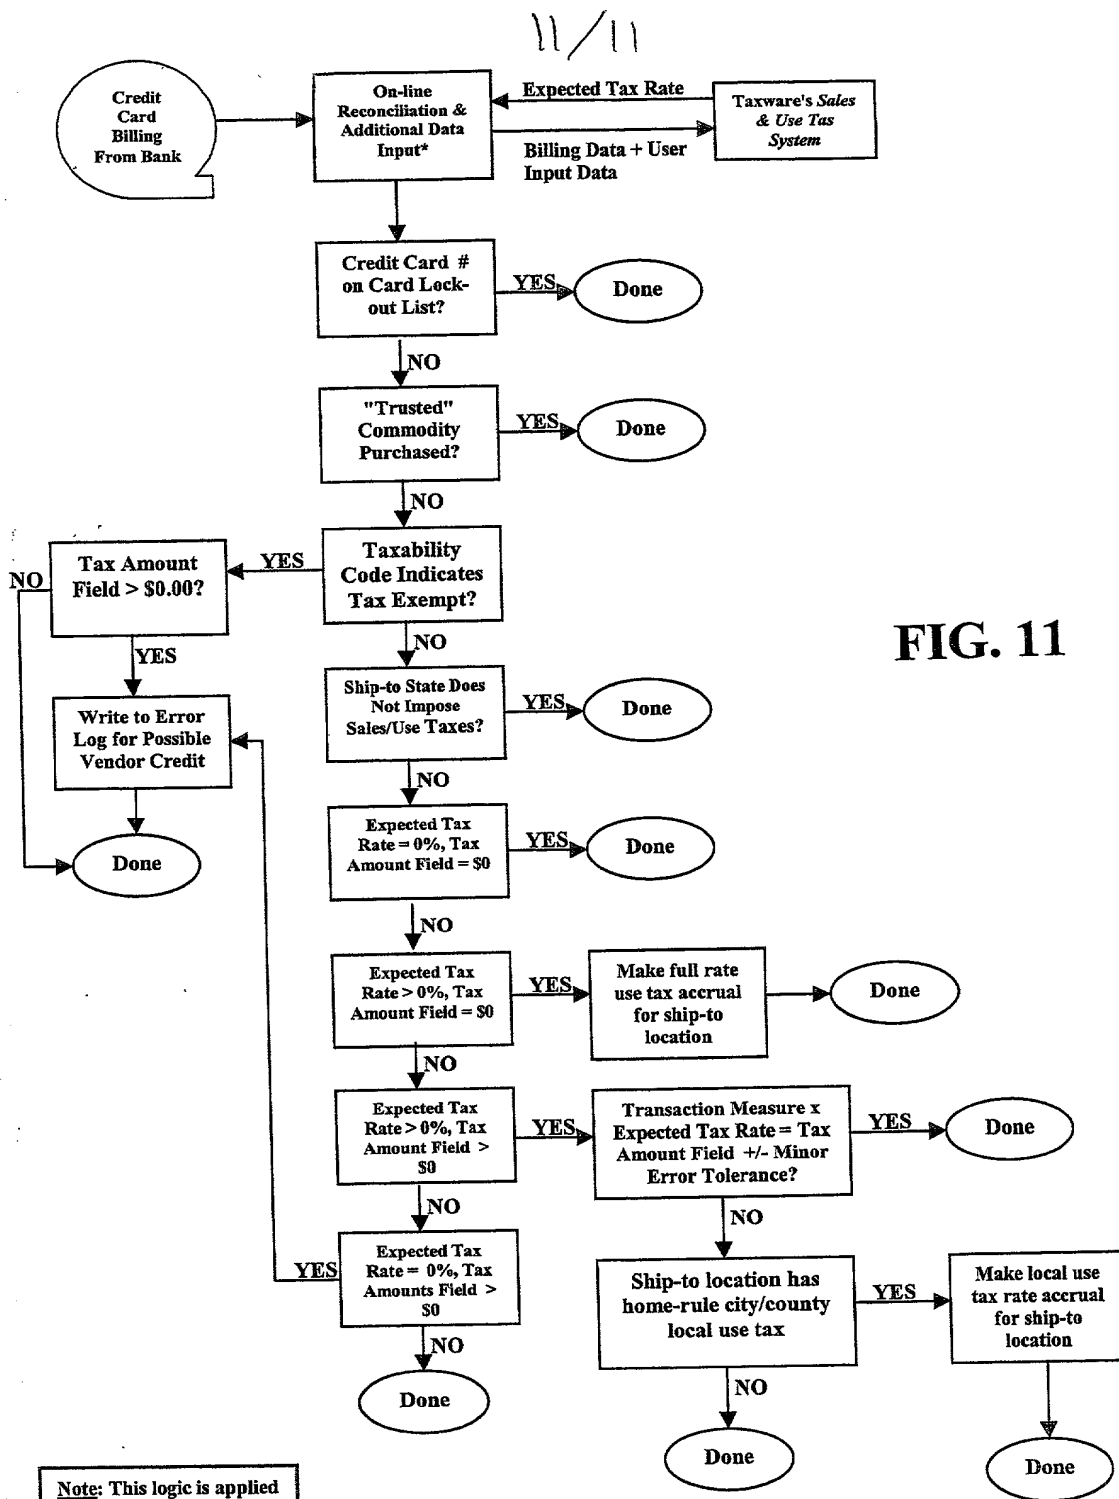 11/11
Credit
Card
Billing
From Bank
On-line
Reconciliation &
Additional Data
Input*
Expected Tax Rate
Billing Data + User
Input Data
Taxware's Sales
& Use Tas
System
Credit Card #
on Card Lock-
out List?
YES
Done
NO
"Trusted"
Commodity
Purchased?
YES
Done
NO
Taxability
Code Indicates
Tax Exempt?
YES
Tax Amount
Field > $0.00?
NO
YES
Write to Error
Log for Possible
Vendor Credit
Done
NO
FIG. 11
Ship-to State Does
Not Impose
Sales/Use Taxes?
YES
Done
NO
Expected Tax
Rate = 0%, Tax
Amount Field = $0
YES
Done
NO
Expected Tax
Rate > 0%, Tax
Amount Field = $0
YES
Make full rate
use tax accrual
for ship-to
location
Done
NO
Expected Tax
Rate > 0%, Tax
Amount Field >
$0
YES
Transaction Measure x
Expected Tax Rate = Tax
Amount Field +/- Minor
Error Tolerance?
YES
Done
NO
NO
Expected Tax
Rate = 0%, Tax
Amounts Field >
$0
YES
NO
Done
Ship-to location has
home-rule city/county
local use tax
YES
Make local use
tax rate accrual
for ship-to
location
NO
Done
Done
Note: This logic is applied